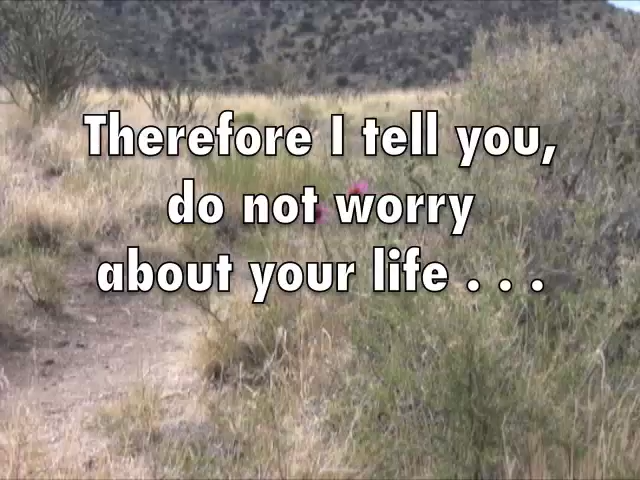 Therefore I tell you,
do not worry
about your life . . .